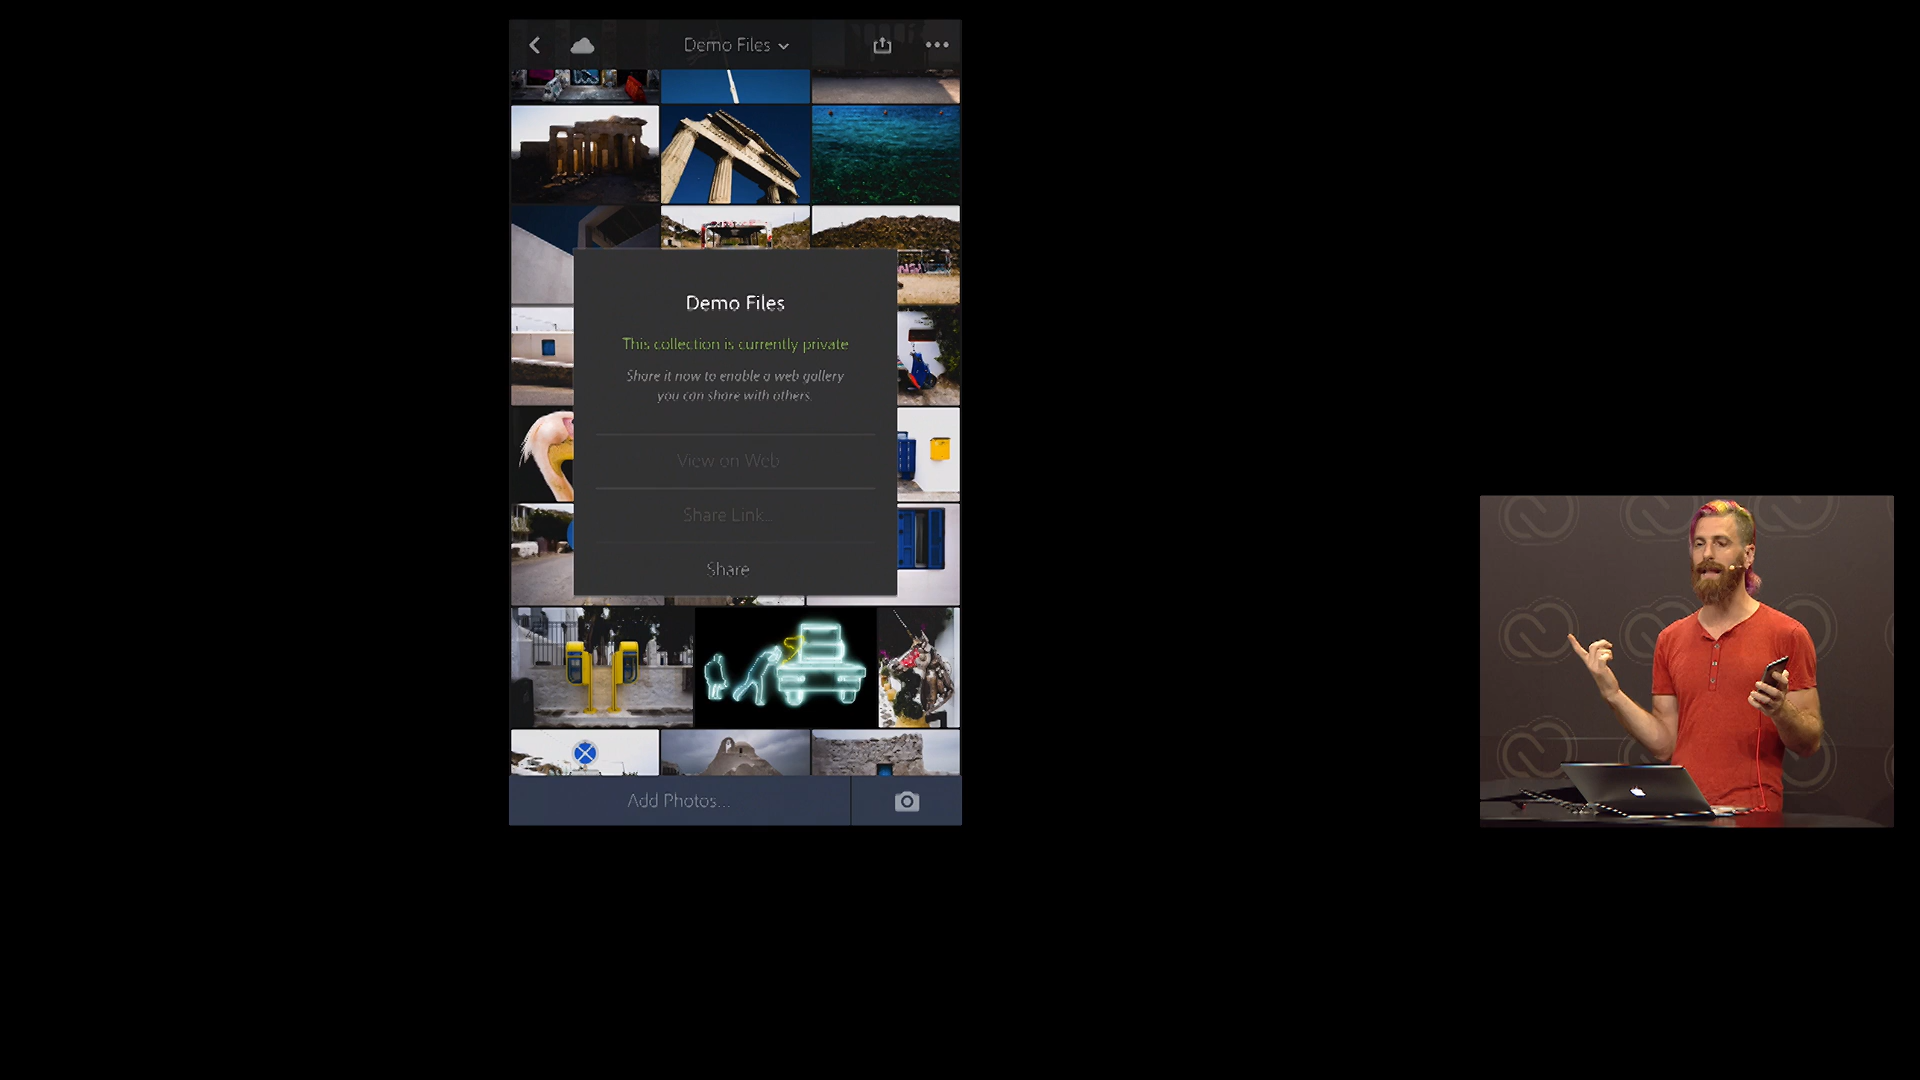 Demo Files
Demo Files
This collection is currently private
Share it now to enable a web gallery
you can share with others.
View on Web
Share Link...
Share
Add Photos...